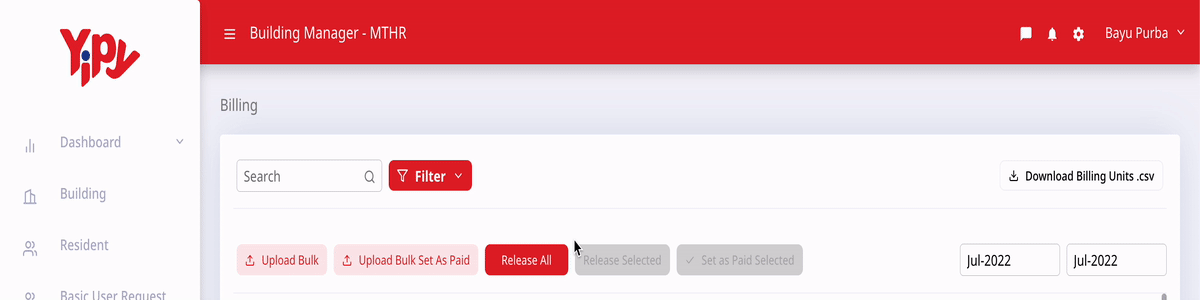 Yipy
Building Manager - MTHR
Bayu Purba
Billing
Dashboard
Building
Resident
Basic User Request
Search
Filter
Download Billing Units .csv
Upload Bulk
Upload Bulk Set As Paid
Release All
Release Selected
Set as Paid Selected
Jul-2022
Jul-2022